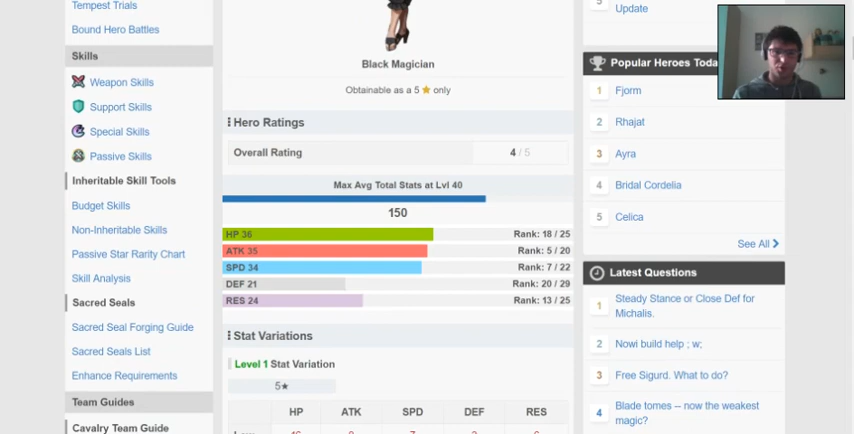 Tempest Trials
Bound Hero Battles
Skills
Weapon Skills
Support Skills
Special Skills
Passive Skills
Inheritable Skill Tools
Budget Skills
Non-Inheritable Skills
Passive Star Rarity Chart
Skill Analysis
Sacred Seals
Sacred Seal Forging Guide
Sacred Seals List
Enhance Requirements
Team Guides
Cavalry Team Guide
Black Magician
Obtainable as a 5 ★ only
Hero Ratings
Overall Rating 4 / 5
Max Avg Total Stats at Lvl 40
150
HP 36 Rank: 18 / 25
ATK 35 Rank: 5 / 20
SPD 34 Rank: 7 / 22
DEF 21 Rank: 20 / 29
RES 24 Rank: 13 / 25
Stat Variations
Level 1 Stat Variation
5★
HP ATK SPD DEF RES
5 Update
Popular Heroes Toda
1 Fjorm
2 Rhajat
3 Ayra
4 Bridal Cordelia
5 Celica
See All
Latest Questions
1 Steady Stance or Close Def for
Michalis.
2 Nowi build help ; w;
3 Free Sigurd. What to do?
4 Blade tomes -- now the weakest
magic?